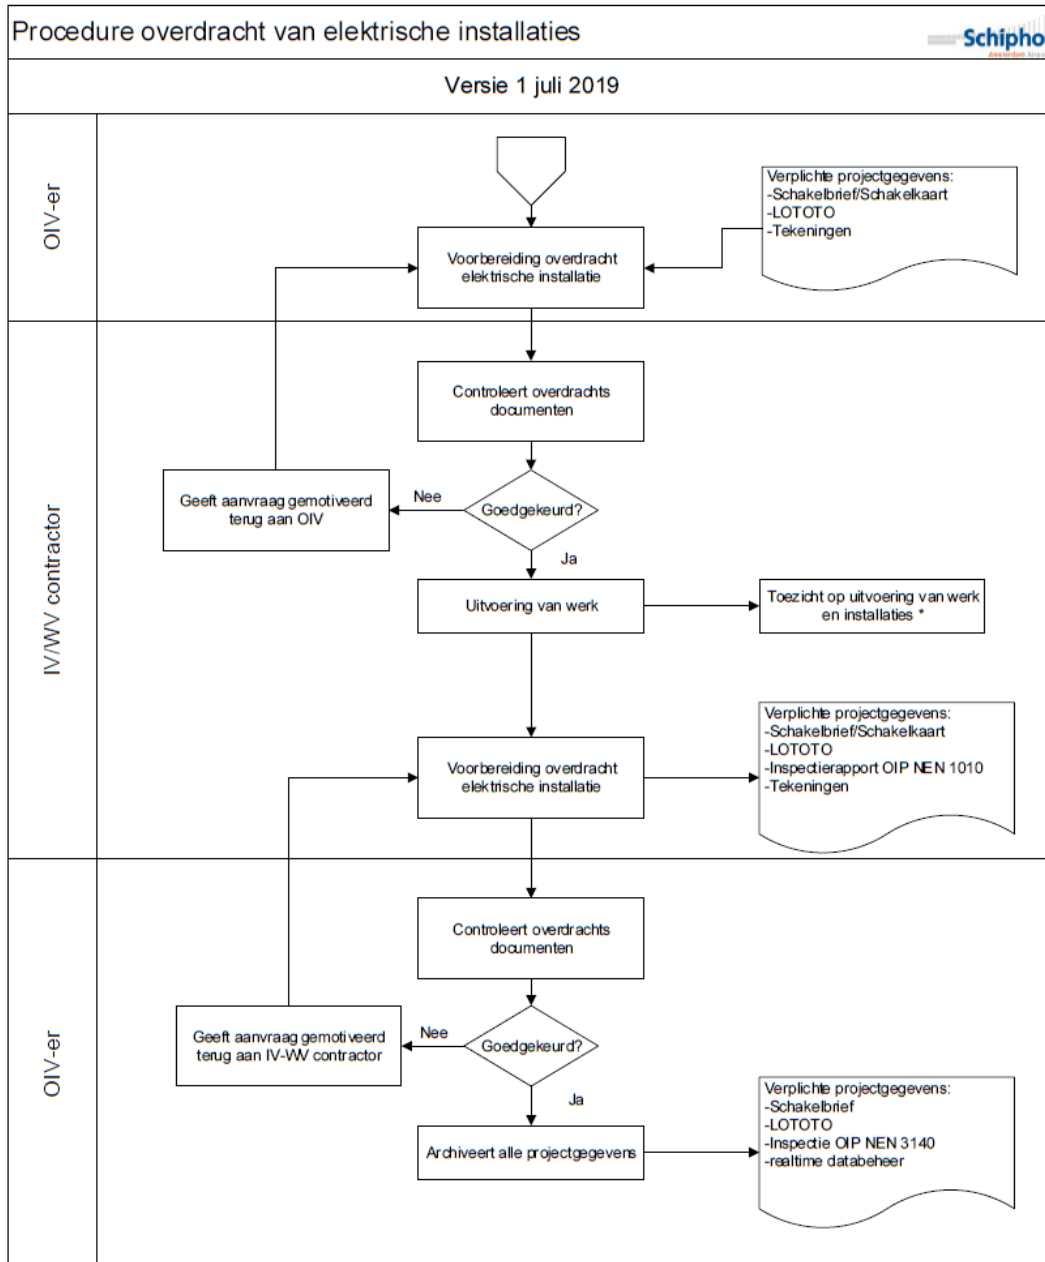 Procedure overdracht van elektrische installaties
Schipho
Amsterdam Airpo
Versie 1 juli 2019
OIV-er
Verplichte projectgegevens:
-Schakelbrief/Schakelkaart
-LOTOTO
-Tekeningen
Voorbereiding overdracht
elektrische installatie
IV/WV contractor
Controleert overdrachts
documenten
Goedgekeurd?
Nee
Geeft aanvraag gemotiveerd
terug aan OIV
Ja
Uitvoering van werk
Toezicht op uitvoering van werk
en installaties *
Voorbereiding overdracht
elektrische installatie
Verplichte projectgegevens:
-Schakelbrief/Schakelkaart
-LOTOTO
-Inspectierapport OIP NEN 1010
-Tekeningen
OIV-er
Controleert overdrachts
documenten
Goedgekeurd?
Nee
Geeft aanvraag gemotiveerd
terug aan IV-WV contractor
Ja
Archiveert alle projectgegevens
Verplichte projectgegevens:
-Schakelbrief
-LOTOTO
-Inspectie OIP NEN 3140
-realtime databeheer